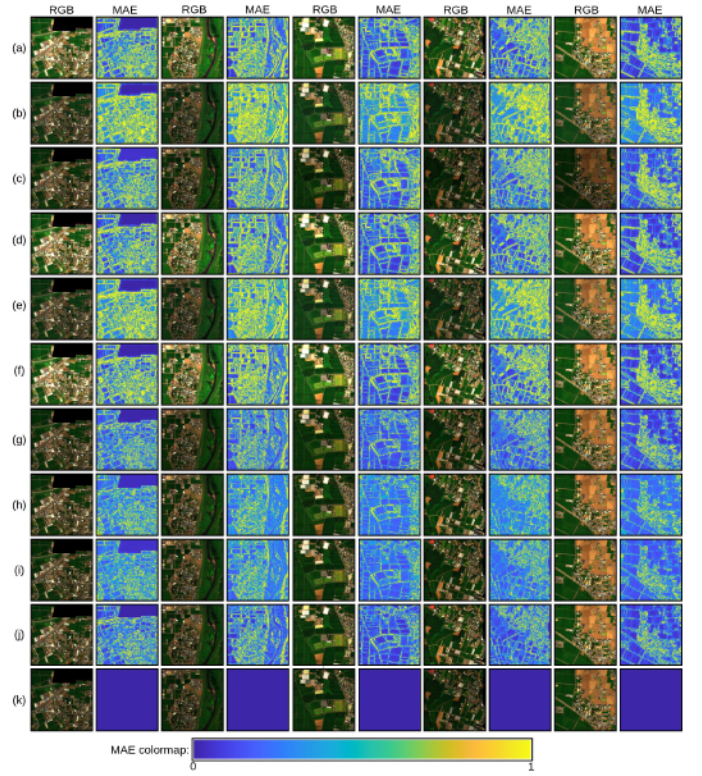 RGB MAE RGB MAE RGB MAE RGB MAE RGB MAE
(a)
(b)
(c)
(d)
(e)
(f)
(g)
(h)
(i)
(j)
(k)
MAE colormap:
0 1